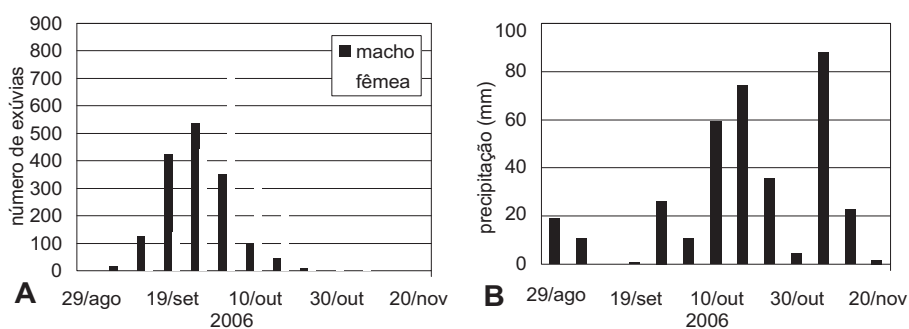 900
800
700
600
500
400
300
200
100
0
número de exúvias
macho
fêmea
29/ago 19/set 10/out 30/out 20/nov
2006
A
100
80
60
40
20
0
precipitação (mm)
29/ago 19/set 10/out 30/out 20/nov
2006
B